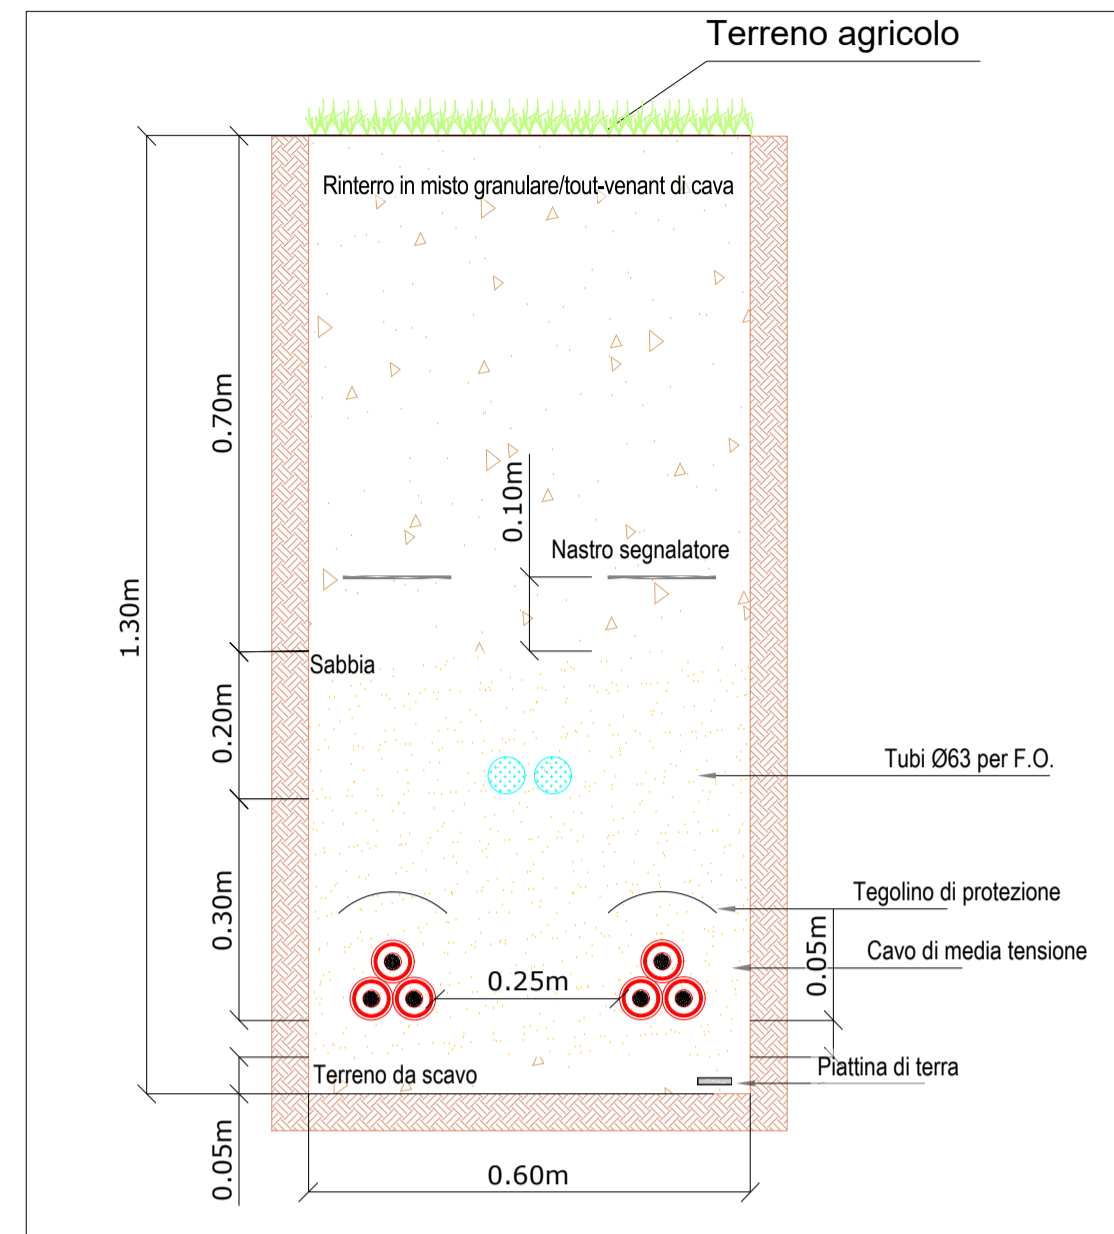 Terreno agricolo
Rinterro in misto granulare/tout-venant di cava
0.70m
0.10m
Nastro segnalatore
1.30m
Sabbia
0.20m
Tubi Ø63 per F.O.
0.30m
Tegolino di protezione
Cavo di media tensione
0.05m
0.25m
Terreno da scavo
Piattina di terra
0.05m
0.60m